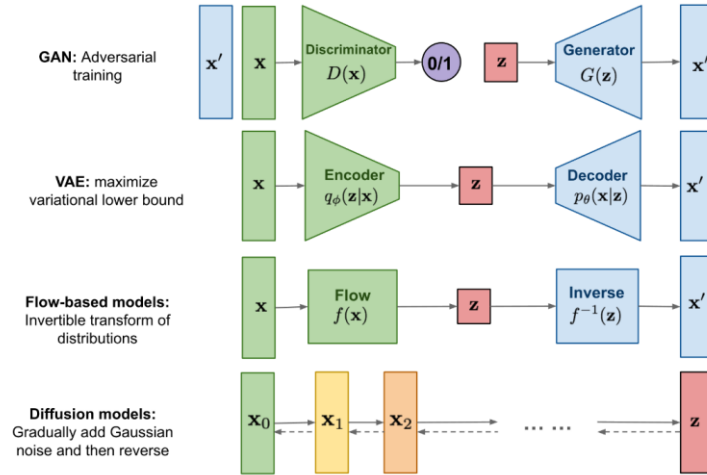 GAN: Adversarial
training
x′
x
Discriminator
D(x)
0/1
z
Generator
G(z)
x′
VAE: maximize
variational lower bound
x
Encoder
qϕ(z|x)
z
Decoder
pθ(x|z)
x′
Flow-based models:
Invertible transform of
distributions
x
Flow
f(x)
z
Inverse
f⁻¹(z)
x′
Diffusion models:
Gradually add Gaussian
noise and then reverse
x₀
x₁
x₂
... ...
z